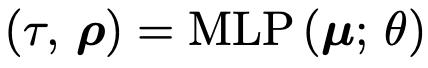 (τ, ρ) = MLP (μ; θ)